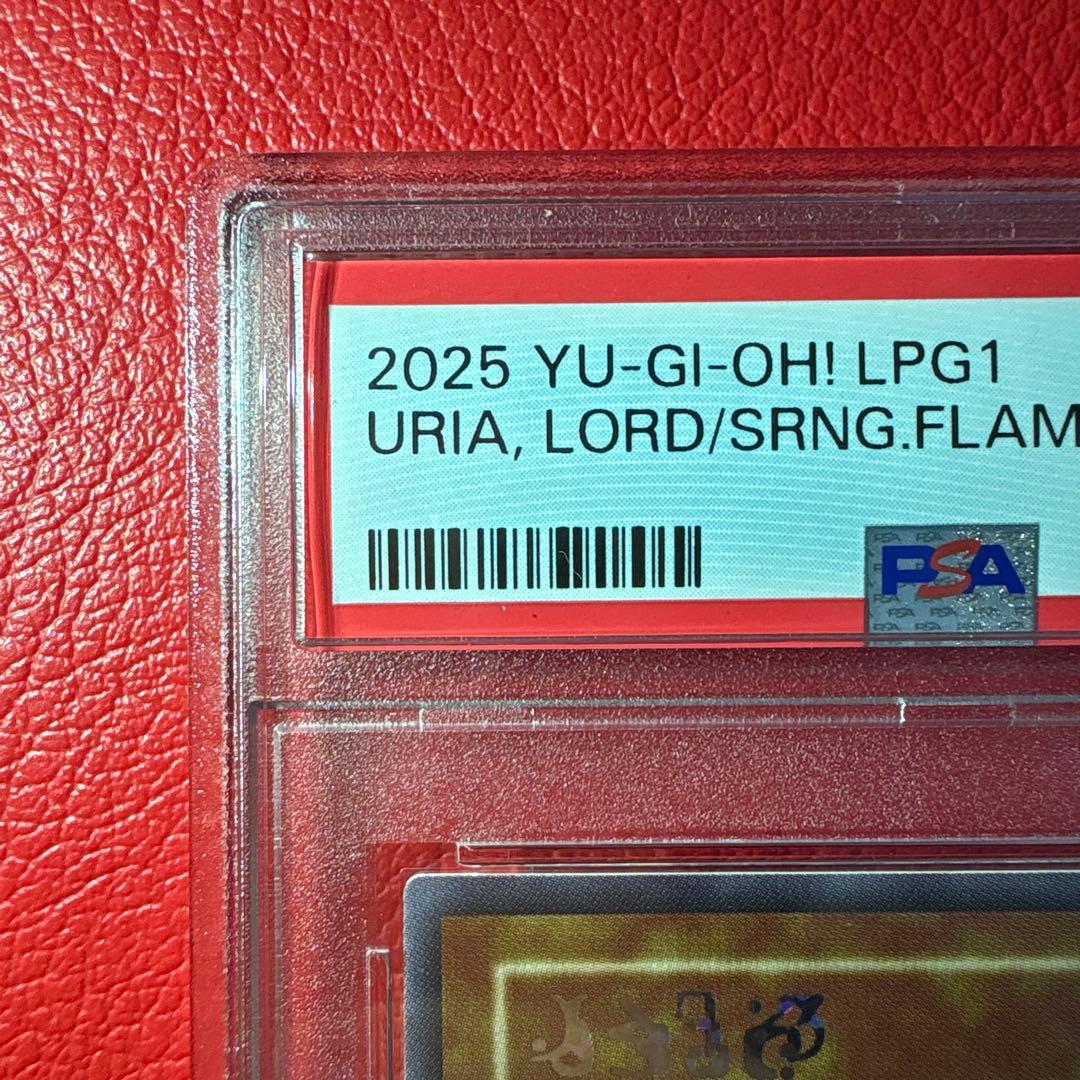 2025 YU-GI-OH! LPG1
URIA, LORD/SRNG.FLAM
PSA